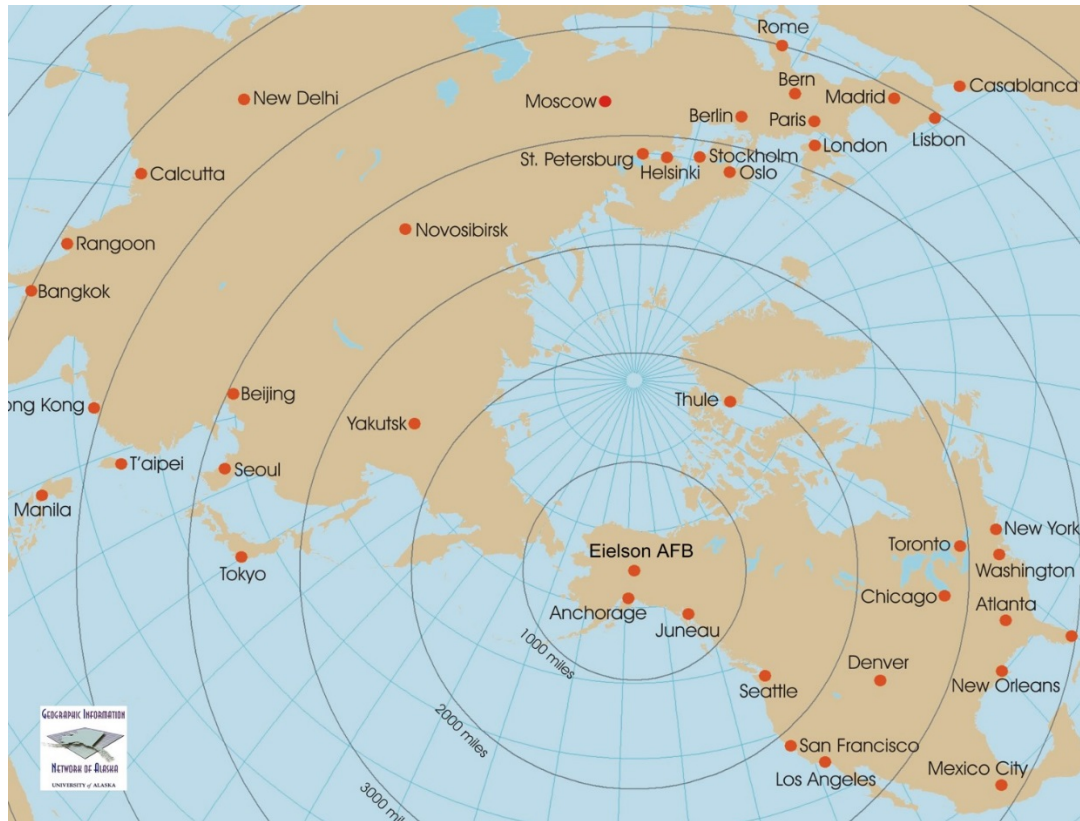 Rome
New Delhi
Moscow
Bern
Casablanca
Berlin
Madrid
Paris
Lisbon
London
St. Petersburg
Stockholm
Helsinki
Oslo
Calcutta
Novosibirsk
Rangoon
Bangkok
Beijing
Thule
ong Kong
Yakutsk
T'aipei
Seoul
Manila
New York
Toronto
Eielson AFB
Washington
Tokyo
Chicago
Atlanta
Anchorage
Juneau
1000 miles
Denver
New Orleans
Seattle
2000 miles
San Francisco
Los Angeles
Mexico City
3000 mil
GEOGRAPHIC INFORMATION
NETWORK OF ALASKA
UNIVERSITY of ALASKA